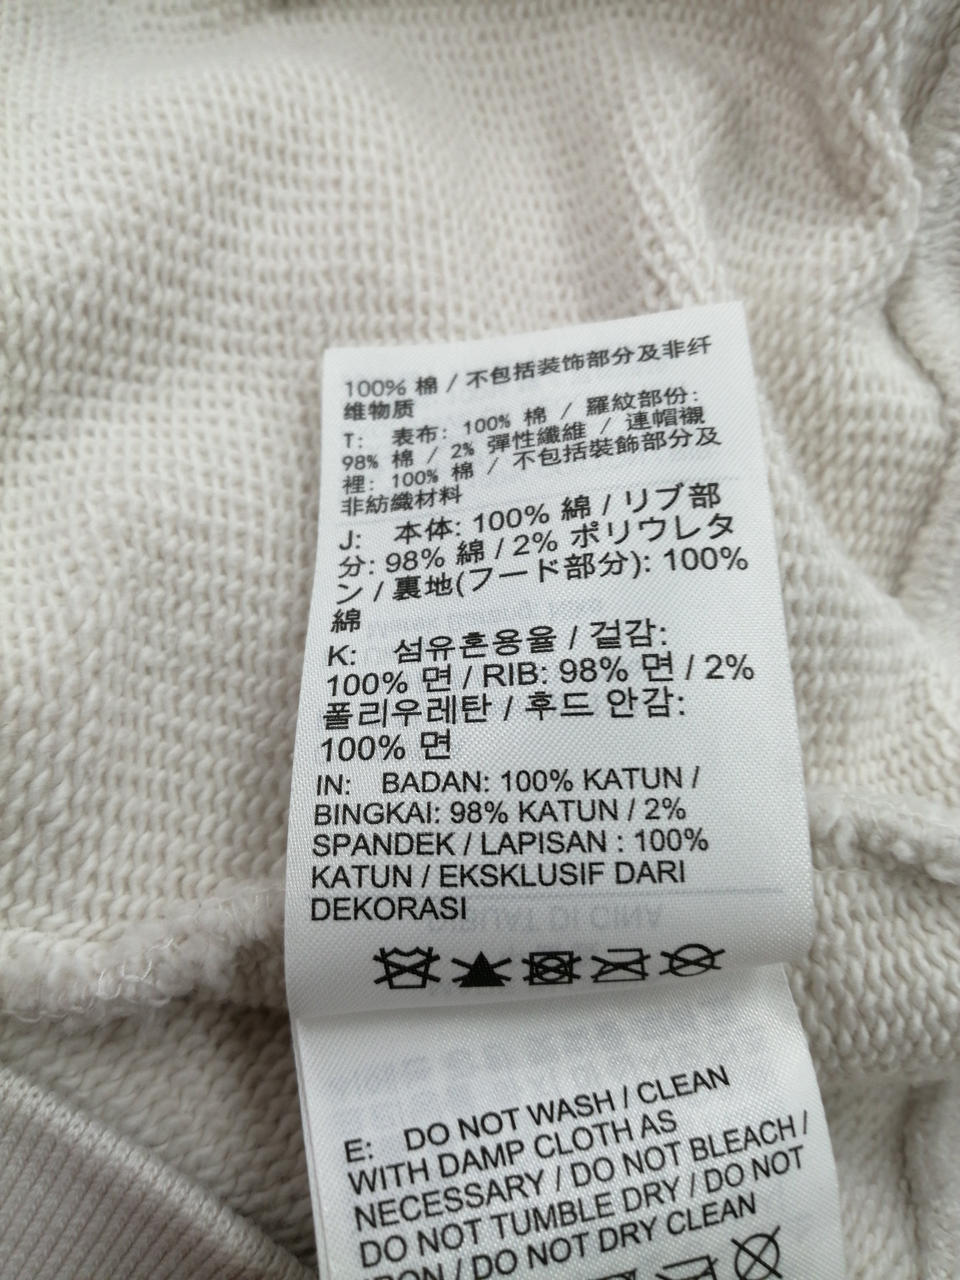 100% 棉 / 不包括装饰部分及非纤
维物质
T: 表布: 100% 棉 / 羅紋部份:
98% 棉 / 2% 彈性纖維 / 連帽襯
裡: 100% 棉 / 不包括裝飾部分及
非紡織材料
J: 本体: 100% 綿 / リブ部
分: 98% 綿 / 2% ポリウレタ
ン / 裏地(フード部分): 100%
綿
K: 섬유혼용율 / 겉감:
100% 면 / RIB: 98% 면 / 2%
폴리우레탄 / 후드 안감:
100% 면
IN: BADAN: 100% KATUN /
BINGKAI: 98% KATUN / 2%
SPANDEK / LAPISAN : 100%
KATUN / EKSKLUSIF DARI
DEKORASI
E: DO NOT WASH / CLEAN
WITH DAMP CLOTH AS
NECESSARY / DO NOT BLEACH /
DO NOT TUMBLE DRY / DO NOT
IRON / DO NOT DRY CLEAN